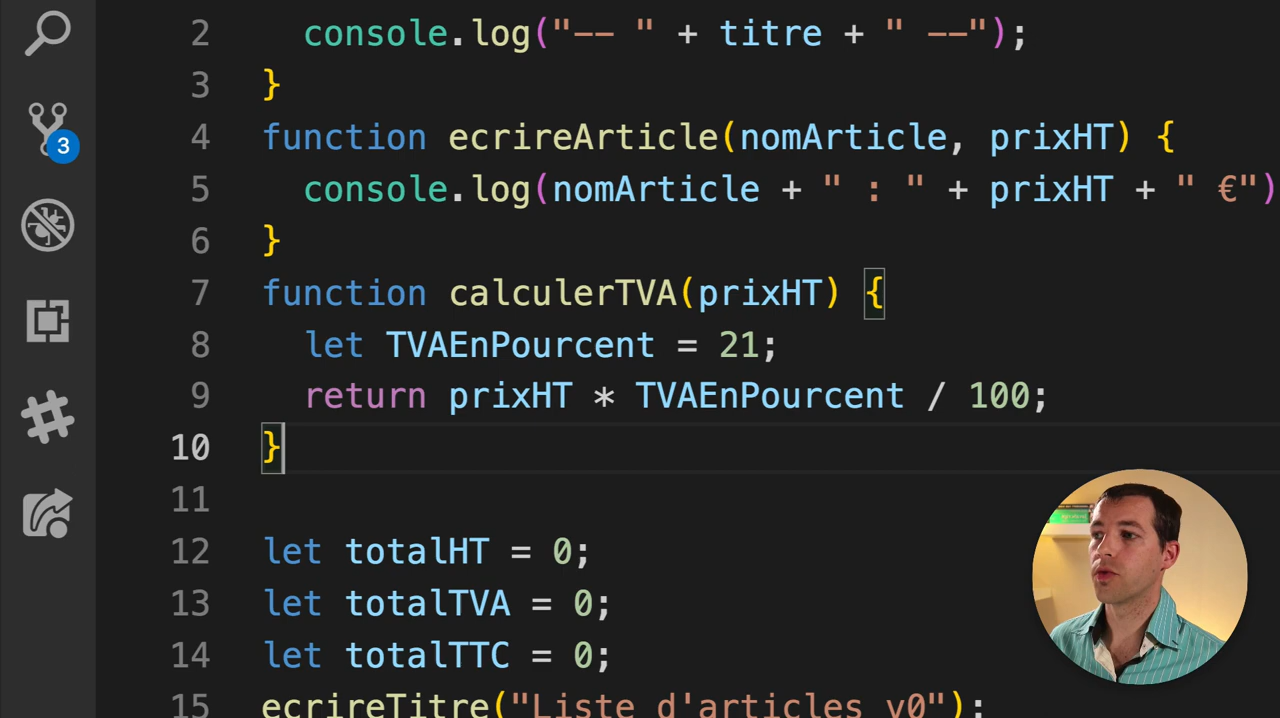 2 console.log("-- " + titre + " --");
3 }
4 function ecrireArticle(nomArticle, prixHT) {
5 console.log(nomArticle + " : " + prixHT + " €")
6 }
7 function calculerTVA(prixHT) {
8 let TVAEnPourcent = 21;
9 return prixHT * TVAEnPourcent / 100;
10 }
11
12 let totalHT = 0;
13 let totalTVA = 0;
14 let totalTTC = 0;
15 ecrireTitre("Liste d'articles v0");
3